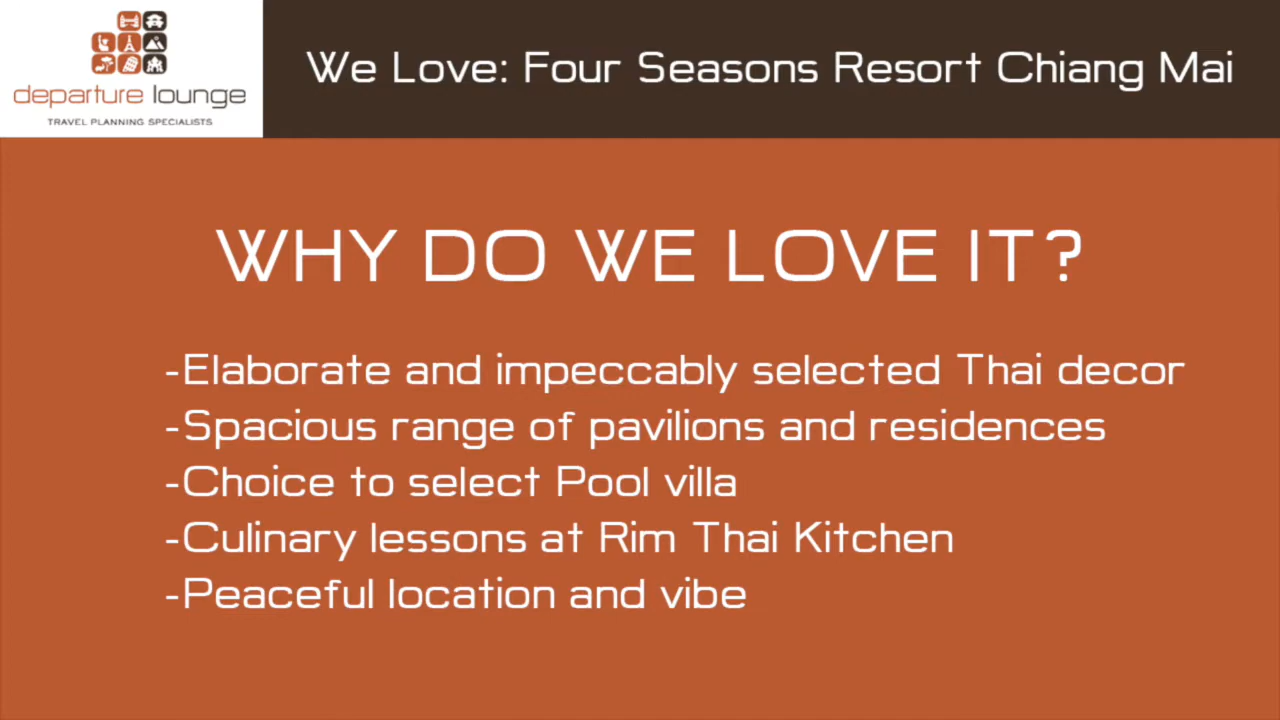 departure lounge
TRAVEL PLANNING SPECIALISTS
We Love: Four Seasons Resort Chiang Mai
WHY DO WE LOVE IT?
-Elaborate and impeccably selected Thai decor
-Spacious range of pavilions and residences
-Choice to select Pool villa
-Culinary lessons at Rim Thai Kitchen
-Peaceful location and vibe